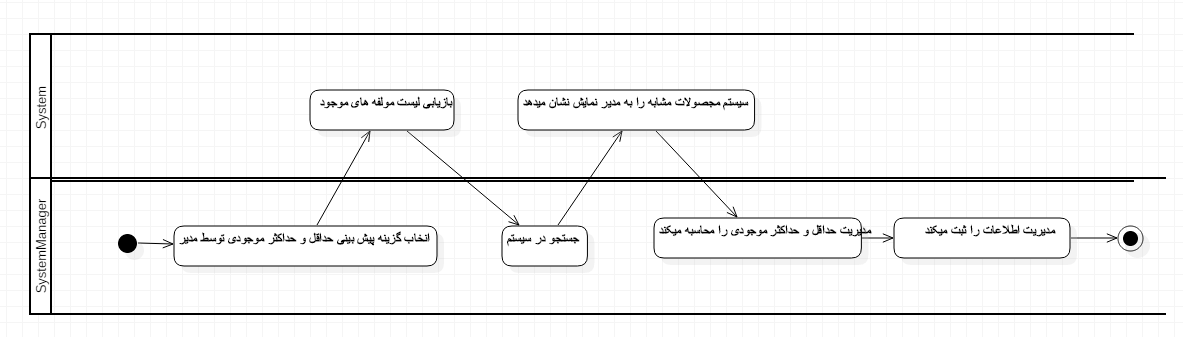 System
بازیابی لیست مولفه های موجود
سیستم محصولات مشابه را به مدیر نمایش نشان میدهد
SystemManager
انخاب گزینه پیش بینی حداقل و حداکثر موجودی توسط مدیر
جستجو در سیستم
مدیریت حداقل و حداکثر موجودی را محاسبه میکند
مدیریت اطلاعات را ثبت میکند